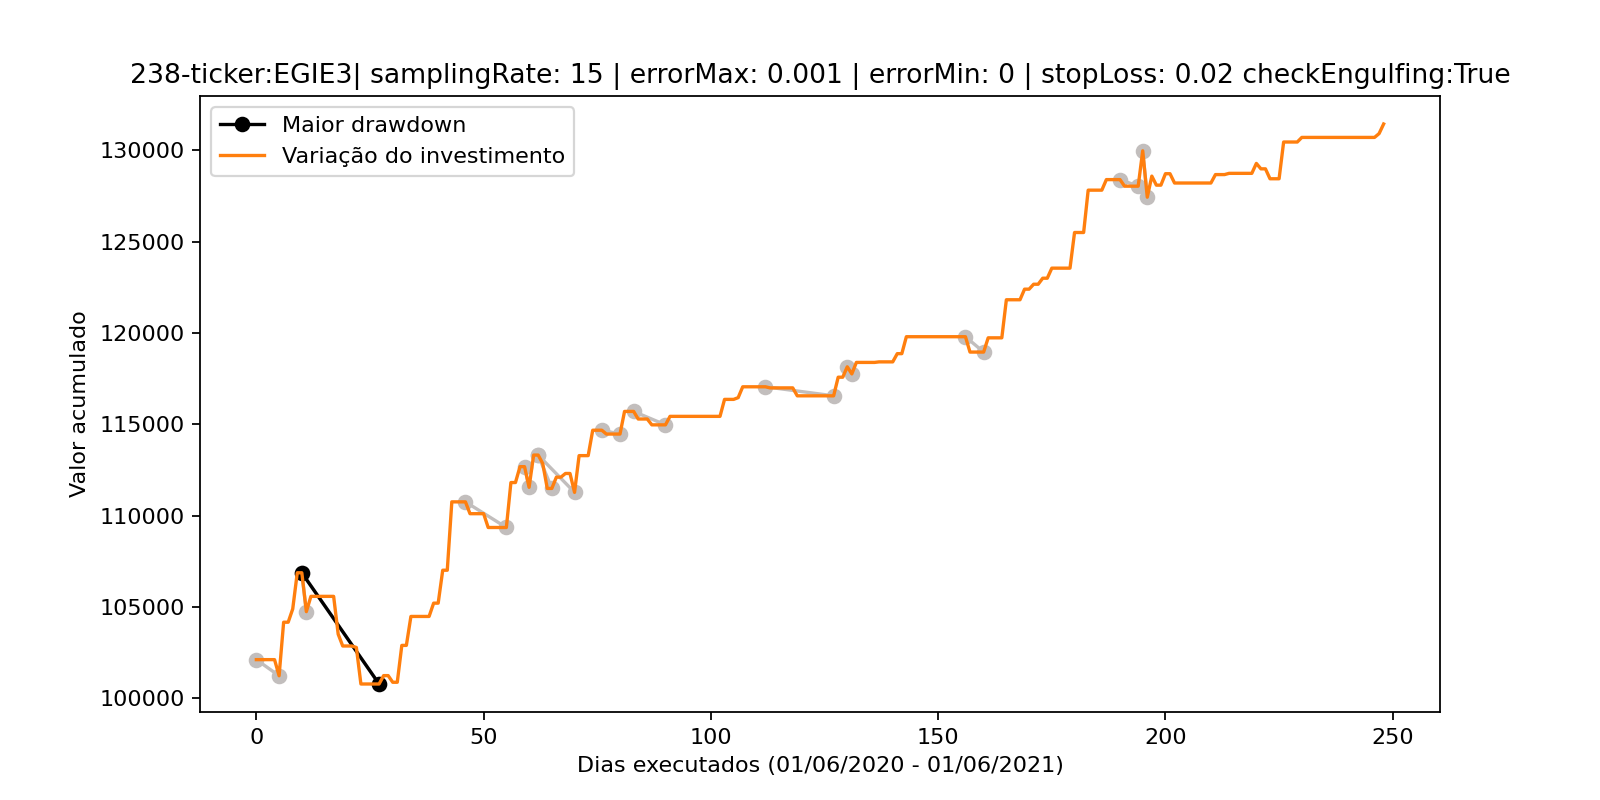 238-ticker:EGIE3| samplingRate: 15 | errorMax: 0.001 | errorMin: 0 | stopLoss: 0.02 checkEngulfing:True
Maior drawdown
Variação do investimento
130000
125000
120000
115000
110000
105000
100000
Valor acumulado
0 50 100 150 200 250
Dias executados (01/06/2020 - 01/06/2021)